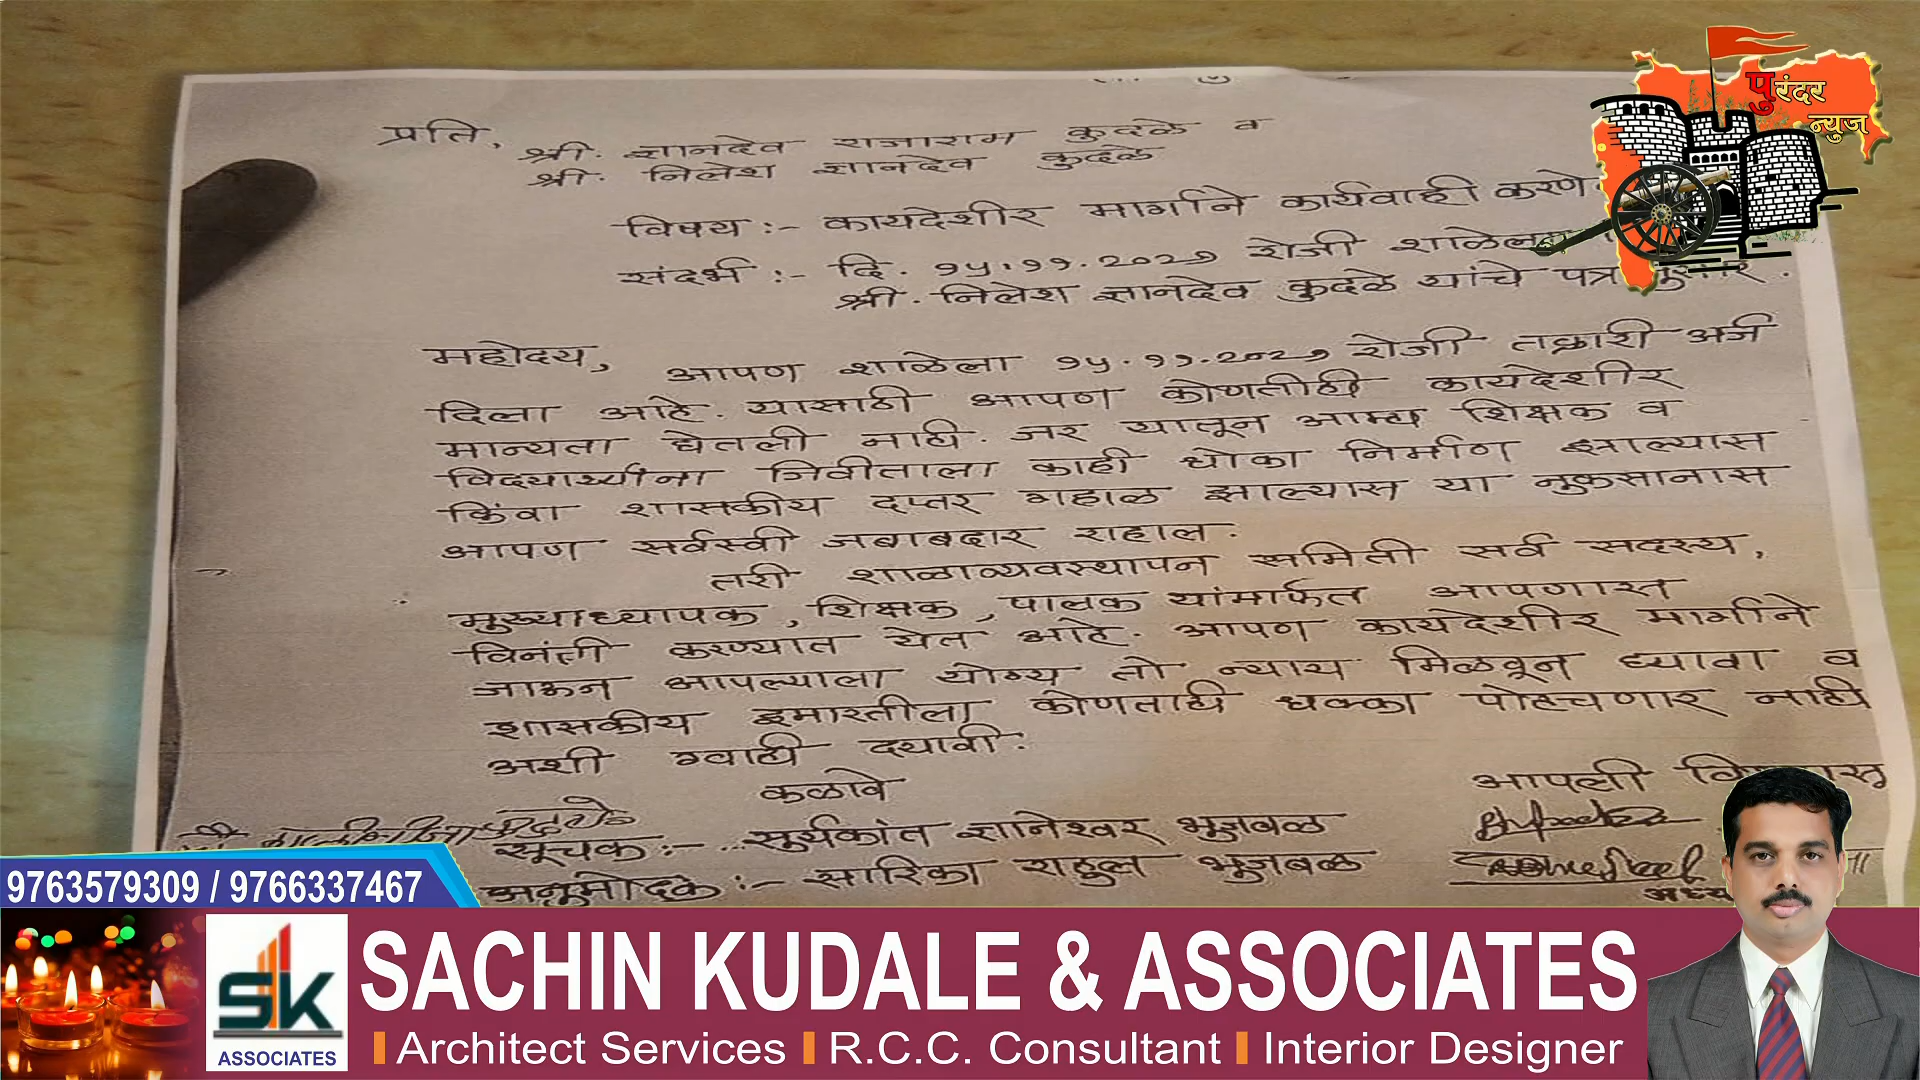 पुरंदर
न्युज
प्रति,
श्री. ज्ञानदेव राजाराम कुदळे व
श्री. निलेश ज्ञानदेव कुदळे
विषय :- कायदेशीर मार्गाने कार्यवाही करणे
संदर्भ :- दि. १५.११.२०२१ रोजी शाळेला
श्री. निलेश ज्ञानदेव कुदळे यांचे पत्र
महोदय,
आपण शाळेला १५.११.२०२१ रोजी तक्रारी अर्ज
दिला आहे. यासाठी आपण कोणतीही कायदेशीर
मान्यता घेतली नाही. जर यातून आम्हा शिक्षक व
विद्यार्थ्यांना जिवीताला काही धोका निर्माण झाल्यास
किंवा शासकीय दप्तर गहाळ झाल्यास या नुकसानास
आपण सर्वस्वी जबाबदार राहाल.
तरी शाळाव्यवस्थापन समिती सर्व सदस्य,
मुख्याध्यापक, शिक्षक, पालक यांमार्फत आपणास
विनंती करण्यात येत आहे. आपण कायदेशीर मार्गाने
जाऊन आपल्याला योग्य तो न्याय मिळवून घ्यावा व
शासकीय इमारतीला कोणताही धक्का पोहचणार नाही
अशी ग्वाही द्यावी.
कळावे
आपली
सूचक :- सुर्यकांत ज्ञानेश्वर भुजबळ
अनुमोदक :- सारिका राहुल भुजबळ
9763579309 / 9766337467
SK
ASSOCIATES
SACHIN KUDALE & ASSOCIATES
Architect Services
R.C.C. Consultant
Interior Designer